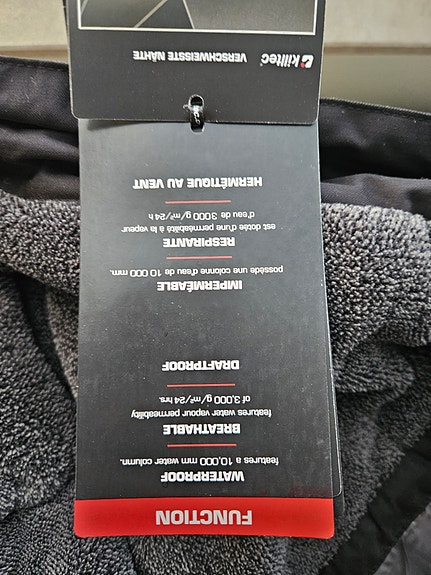 FUNCTION
WATERPROOF
features a 10,000 mm water column.
BREATHABLE
features water vapour permeability
of 3,000 g/m²/24 hrs.
DRAFTPROOF
IMPERMÉABLE
possède une colonne d'eau de 10 000 mm.
RESPIRANTE
est dotée d'une perméabilité à la vapeur
d'eau de 3000 g/m²/24 h
HERMÉTIQUE AU VENT
killtec
VERSCHWEISSTE NÄHTE